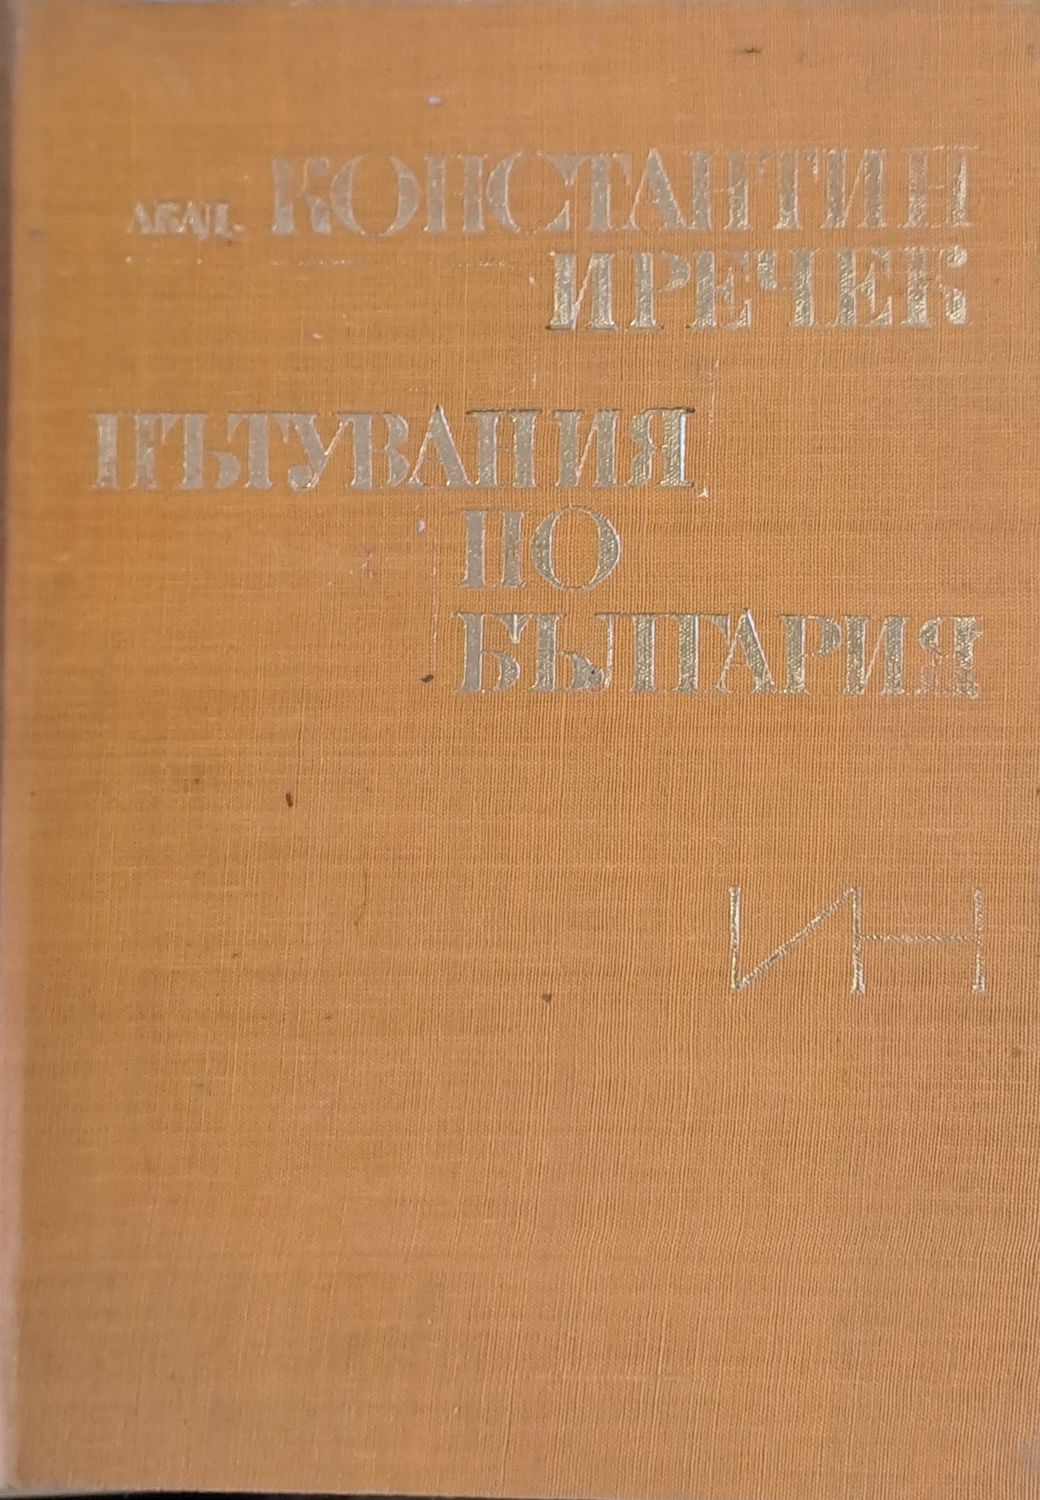 АКАД. КОНСТАНТИН
ИРЕЧЕК
ПЪТУВАНИЯ
ПО
БЪЛГАРИЯ
ИН